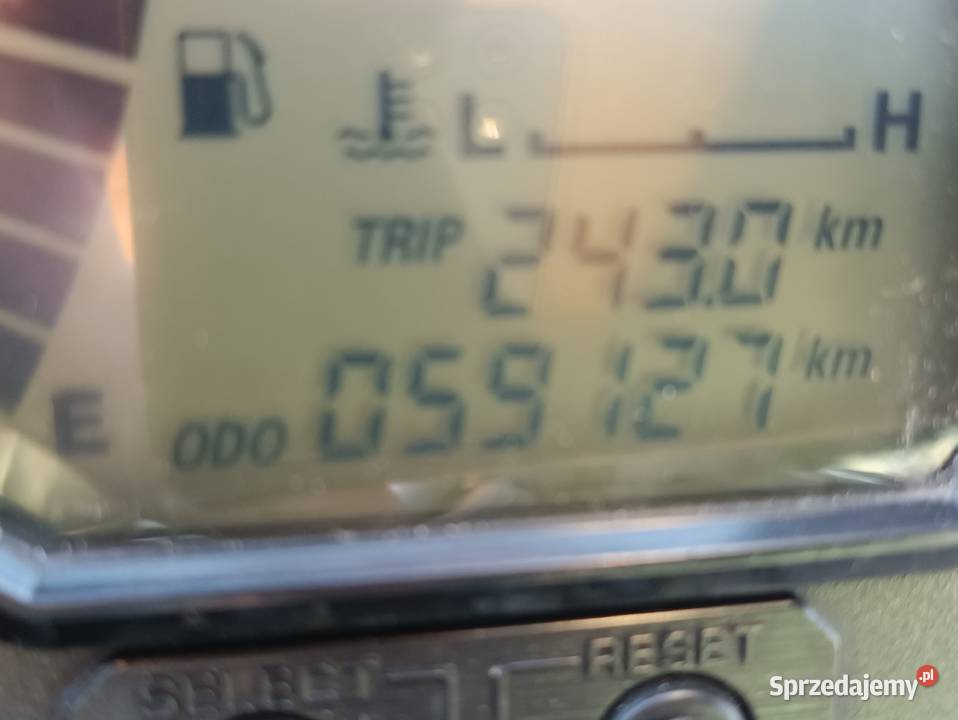 L H
TRIP 243.0 km
ODO 059127 km
E
RESET
SELECT
Sprzedajemy.pl